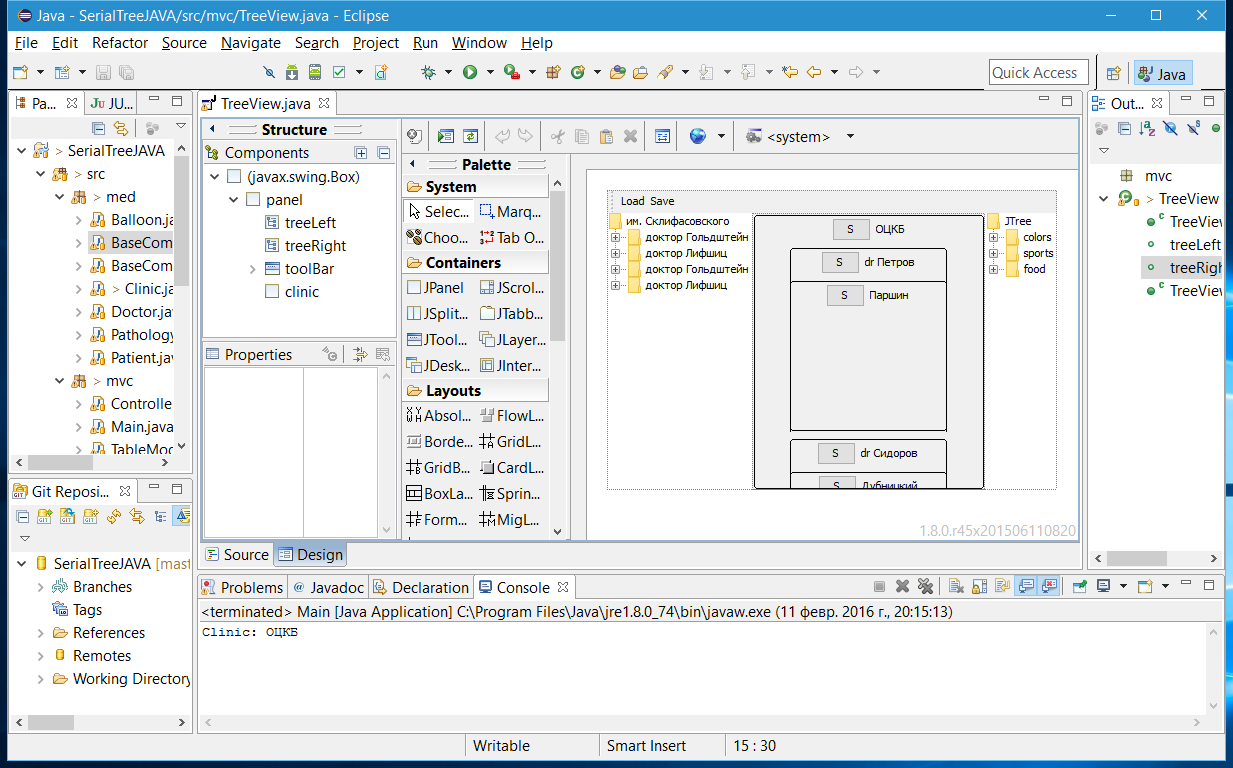 Java - SerialTreeJAVA/src/mvc/TreeView.java - Eclipse
File Edit Refactor Source Navigate Search Project Run Window Help
Quick Access
Java
Pa...
JU...
> SerialTreeJAVA
> src
> med
Balloon.ja
BaseCom
BaseCom
> Clinic.ja
Doctor.jav
Pathology
Patient.jav
> mvc
Controlle
Main.java
TableMod
Git Reposi...
SerialTreeJAVA [mast
Branches
Tags
References
Remotes
Working Directory
TreeView.java
Structure
Components
(javax.swing.Box)
panel
treeLeft
treeRight
toolBar
clinic
Properties
<system>
Palette
System
Selec... Marq...
Choo... Tab O...
Containers
JPanel JScrol...
JSplit... JTabb...
JTool... JLayer...
JDesk... JInter...
Layouts
Absol... FlowL...
Borde... GridL...
GridB... CardL...
BoxLa... Sprin...
Form... MigL...
Load Save
им. Склифасовского
доктор Гольдштейн
доктор Лифшиц
доктор Гольдштейн
доктор Лифшиц
S ОЦКБ
S dr Петров
S Паршин
S dr Сидоров
S Дубницкий
JTree
colors
sports
food
1.8.0.r45x201506110820
Source Design
Out...
mvc
> TreeView
TreeView
treeLeft
treeRigh
TreeView
Problems @ Javadoc Declaration Console
<terminated> Main [Java Application] C:\Program Files\Java\jre1.8.0_74\bin\javaw.exe (11 февр. 2016 г., 20:15:13)
Clinic: ОЦКБ
Writable Smart Insert 15 : 30